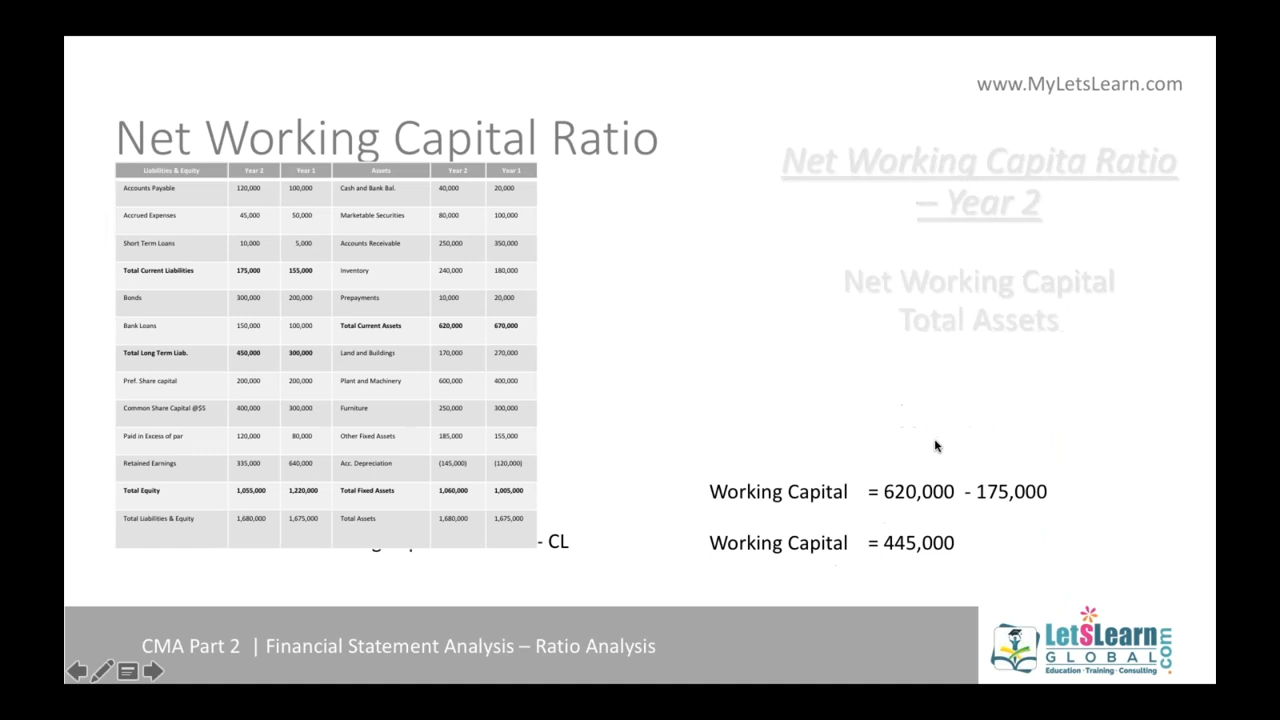 www.MyLetsLearn.com
Net Working Capital Ratio
Net Working Capita Ratio
– Year 2
Net Working Capital
Total Assets
Liabilities & Equity Year 2 Year 1 Assets Year 2 Year 1
Accounts Payable 120,000 100,000 Cash and Bank Bal. 40,000 20,000
Accrued Expenses 45,000 50,000 Marketable Securities 80,000 100,000
Short Term Loans 10,000 5,000 Accounts Receivable 250,000 350,000
Total Current Liabilities 175,000 155,000 Inventory 240,000 180,000
Bonds 300,000 200,000 Prepayments 10,000 20,000
Bank Loans 150,000 100,000 Total Current Assets 620,000 670,000
Total Long Term Liab. 450,000 300,000 Land and Buildings 170,000 270,000
Pref. Share capital 200,000 200,000 Plant and Machinery 600,000 400,000
Common Share Capital @$5 400,000 300,000 Furniture 250,000 300,000
Paid in Excess of par 120,000 80,000 Other Fixed Assets 185,000 155,000
Retained Earnings 335,000 640,000 Acc. Depreciation (145,000) (120,000)
Total Equity 1,055,000 1,220,000 Total Fixed Assets 1,060,000 1,005,000
Total Liabilities & Equity 1,680,000 1,675,000 Total Assets 1,680,000 1,675,000
- CL
Working Capital = 620,000 - 175,000
Working Capital = 445,000
CMA Part 2 | Financial Statement Analysis – Ratio Analysis
LetSLearn.com
GLOBAL
Education · Training · Consulting